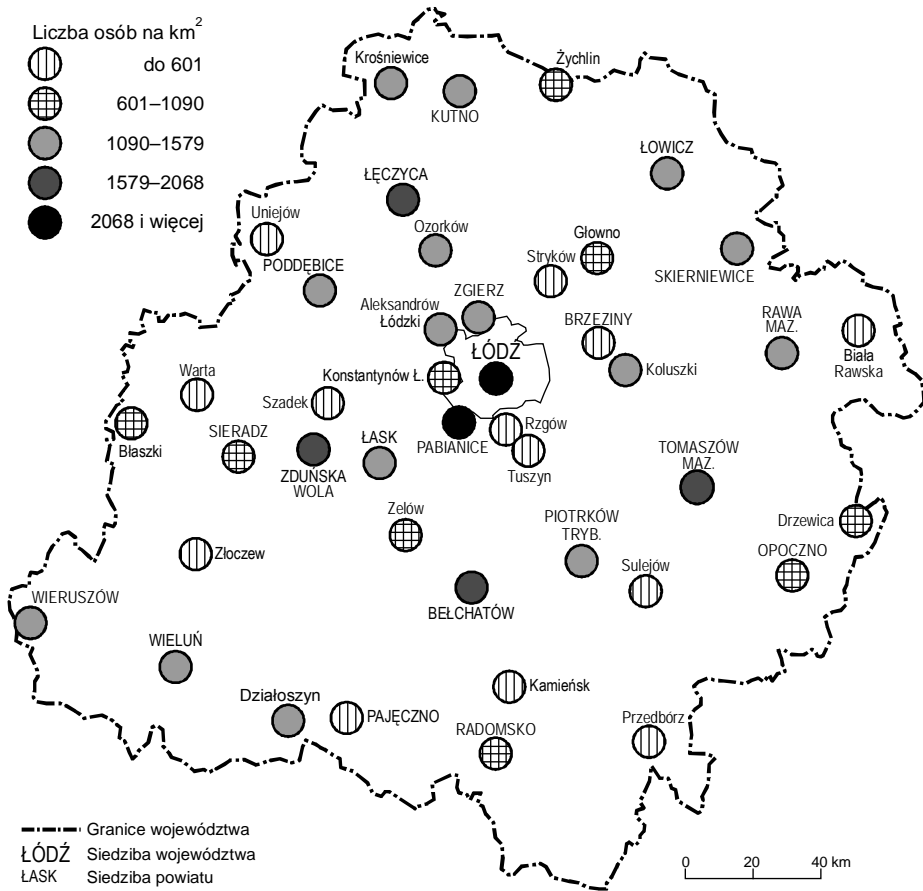 Liczba osób na km²
do 601
601–1090
1090–1579
1579–2068
2068 i więcej
Krośniewice
KUTNO
Żychlin
ŁOWICZ
ŁĘCZYCA
Uniejów
Ozorków
Głowno
Stryków
SKIERNIEWICE
PODDĘBICE
Aleksandrów
Łódzki
ZGIERZ
BRZEZINY
RAWA
MAZ.
Biała
Rawska
ŁÓDŹ
Konstantynów Ł.
Koluszki
Warta
Szadek
Błaszki
SIERADZ
ZDUŃSKA
WOLA
ŁASK
PABIANICE
Rzgów
Tuszyn
TOMASZÓW
MAZ.
Zelów
PIOTRKÓW
TRYB.
Drzewica
OPOCZNO
Złoczew
Sulejów
BEŁCHATÓW
WIERUSZÓW
WIELUŃ
Działoszyn
PAJĘCZNO
Kamieńsk
RADOMSKO
Przedbórz
Granice województwa
ŁÓDŹ Siedziba województwa
ŁASK Siedziba powiatu
0 20 40 km